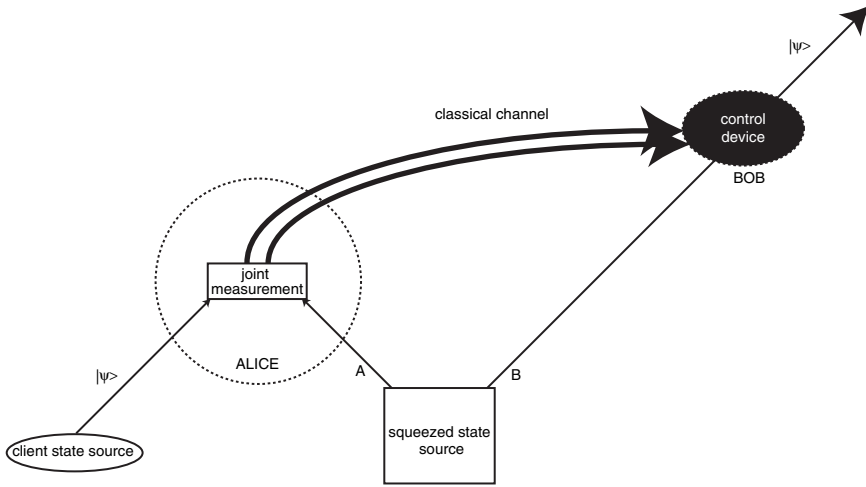 |ψ>
control
device
classical channel
BOB
joint
measurement
ALICE
|ψ>
A
B
squeezed state
source
client state source